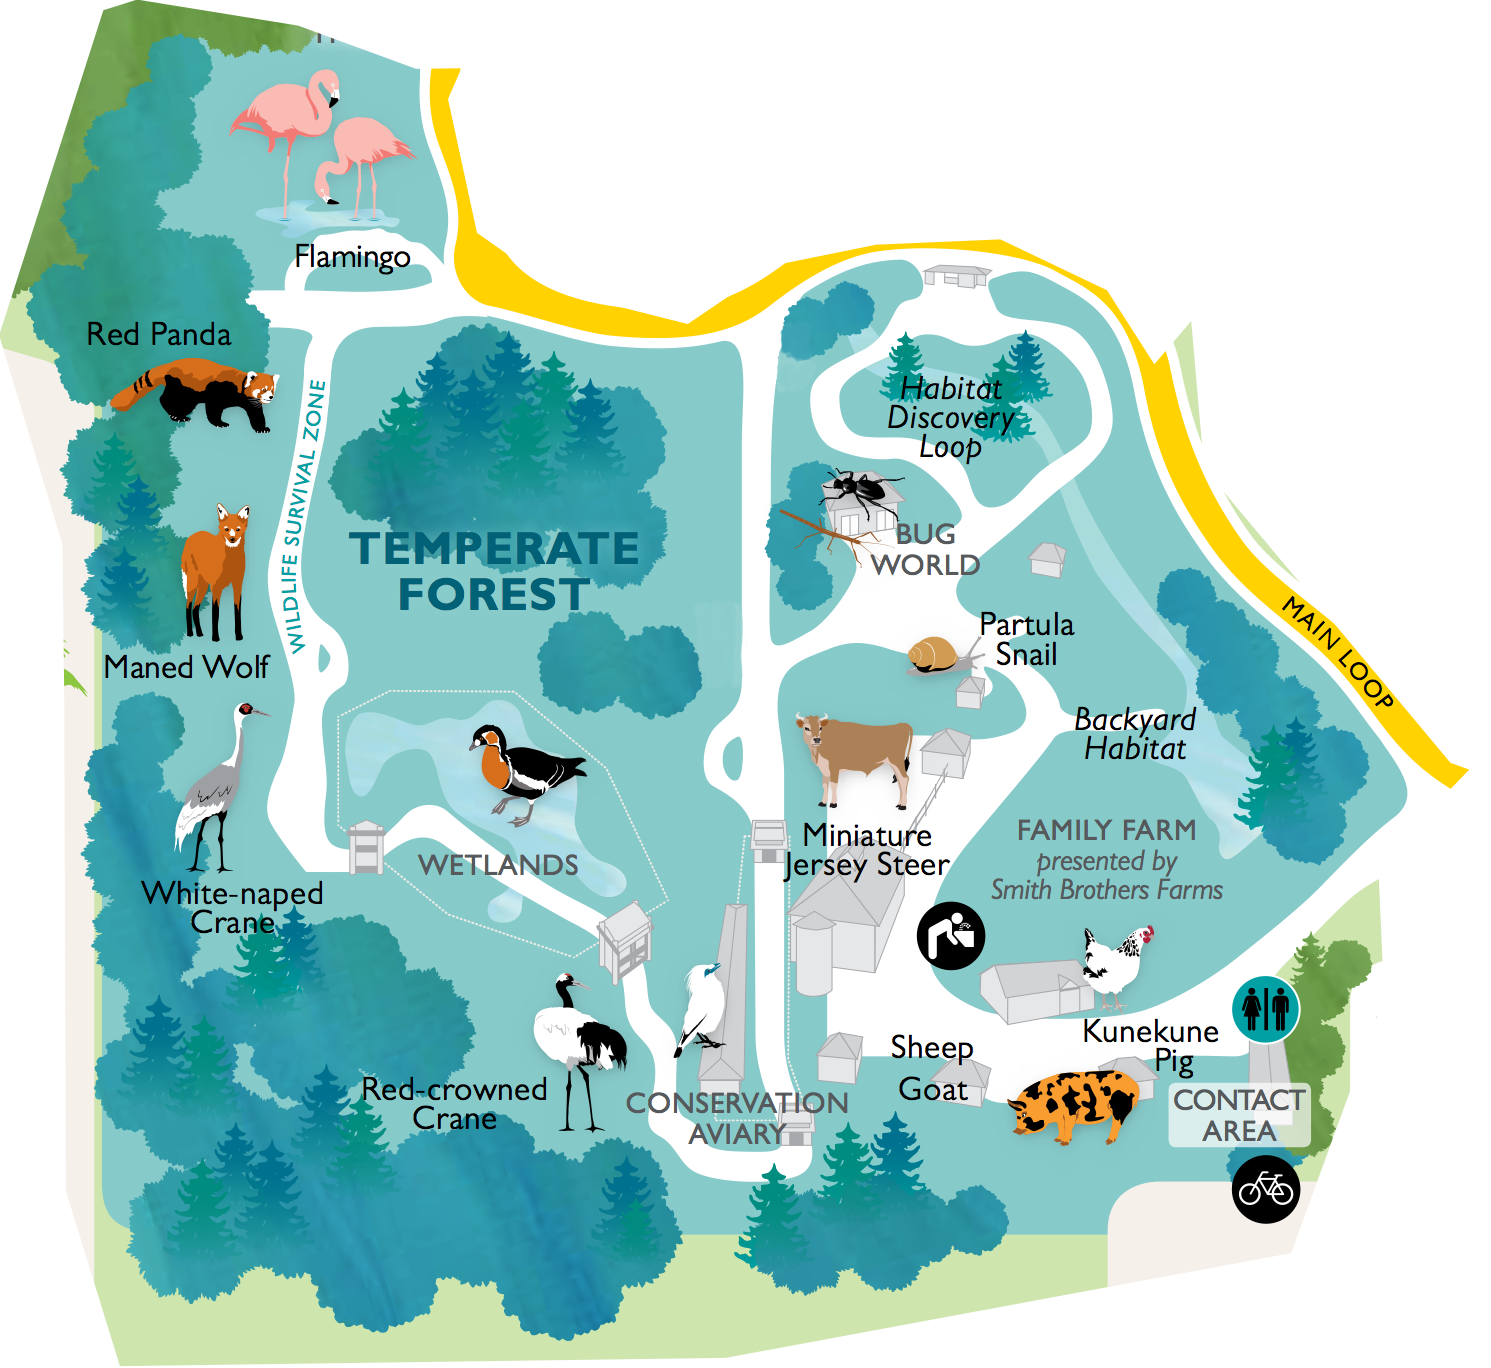 Flamingo
Red Panda
WILDLIFE SURVIVAL ZONE
Habitat
Discovery
Loop
TEMPERATE
FOREST
BUG
WORLD
MAIN LOOP
Partula
Snail
Maned Wolf
Backyard
Habitat
Miniature
Jersey Steer
FAMILY FARM
presented by
Smith Brothers Farms
WETLANDS
White-naped
Crane
Kunekune
Pig
Sheep
Goat
Red-crowned
Crane
CONSERVATION
AVIARY
CONTACT
AREA